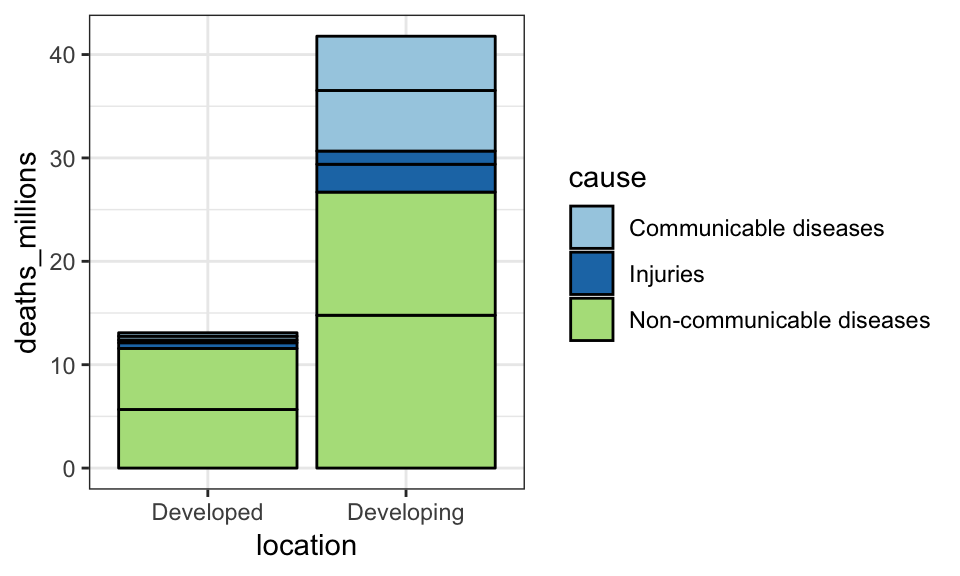 deaths_millions
40
30
20
10
0
Developed
Developing
location
cause
Communicable diseases
Injuries
Non-communicable diseases